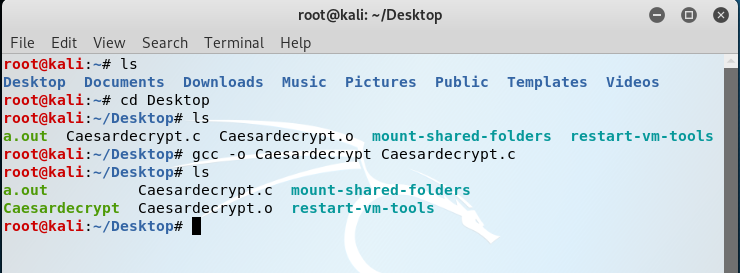 root@kali: ~/Desktop
File Edit View Search Terminal Help
root@kali:~# ls
Desktop Documents Downloads Music Pictures Public Templates Videos
root@kali:~# cd Desktop
root@kali:~/Desktop# ls
a.out Caesardecrypt.c Caesardecrypt.o mount-shared-folders restart-vm-tools
root@kali:~/Desktop# gcc -o Caesardecrypt Caesardecrypt.c
root@kali:~/Desktop# ls
a.out Caesardecrypt.c mount-shared-folders
Caesardecrypt Caesardecrypt.o restart-vm-tools
root@kali:~/Desktop#